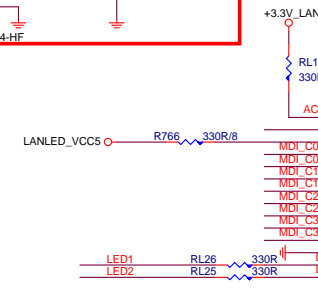 +3.3V_LAN
4-HF
RL1
330
AC
LANLED_VCC5 R766 330R/8
MDI_C0
MDI_C0
MDI_C1
MDI_C1
MDI_C2
MDI_C2
MDI_C3
MDI_C3
LED1 RL26 330R
LED2 RL25 330R